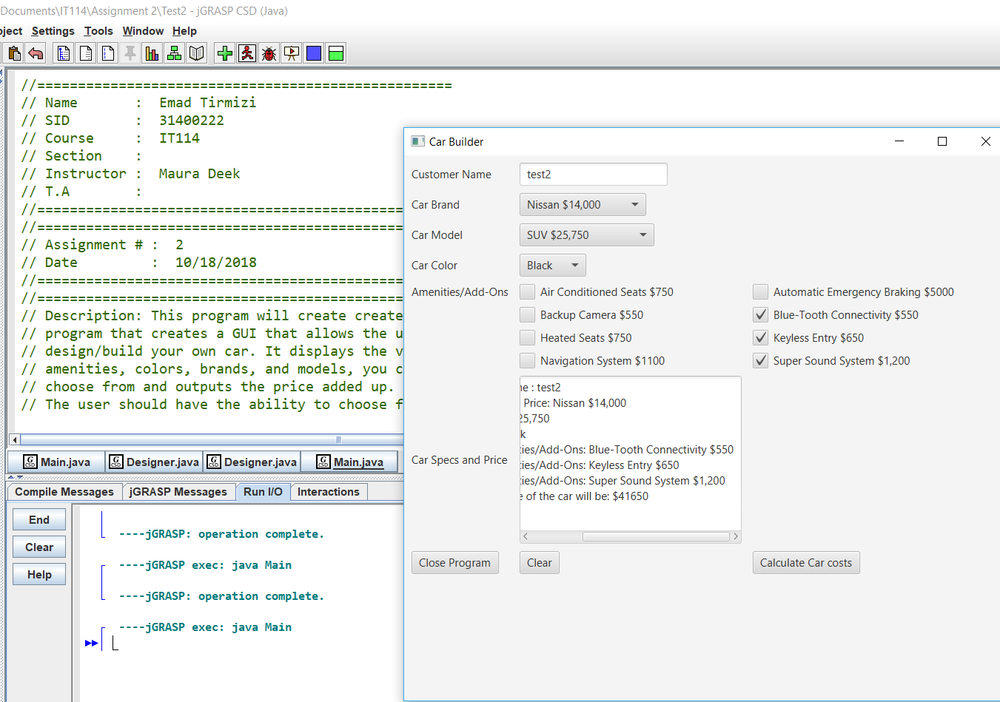 Documents\IT114\Assignment 2\Test2 - jGRASP CSD (Java)
oject Settings Tools Window Help
//===================================================
// Name       :  Emad Tirmizi
// SID        :  31400222
// Course     :  IT114
// Section    :
// Instructor :  Maura Deek
// T.A        :
//=============================================
//=============================================
// Assignment # :  2
// Date         :  10/18/2018
//=============================================
//=============================================
// Description: This program will create create
// program that creates a GUI that allows the u
// design/build your own car. It displays the v
// amenities, colors, brands, and models, you c
// choose from and outputs the price added up.
// The user should have the ability to choose f
Main.java Designer.java Designer.java Main.java
Compile Messages jGRASP Messages Run I/O Interactions
End
Clear
Help
----jGRASP: operation complete.
----jGRASP exec: java Main
----jGRASP: operation complete.
----jGRASP exec: java Main
Car Builder
Customer Name test2
Car Brand Nissan $14,000
Car Model SUV $25,750
Car Color Black
Amenities/Add-Ons Air Conditioned Seats $750 Automatic Emergency Braking $5000
Backup Camera $550 Blue-Tooth Connectivity $550
Heated Seats $750 Keyless Entry $650
Navigation System $1100 Super Sound System $1,200
Car Specs and Price
ne : test2
Price: Nissan $14,000
25,750
k
ties/Add-Ons: Blue-Tooth Connectivity $550
ties/Add-Ons: Keyless Entry $650
ties/Add-Ons: Super Sound System $1,200
e of the car will be: $41650
Close Program Clear Calculate Car costs